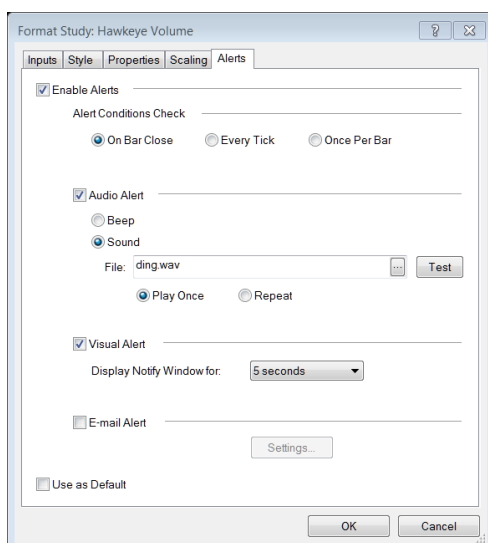 Format Study: Hawkeye Volume
Inputs Style Properties Scaling Alerts
Enable Alerts
Alert Conditions Check
On Bar Close Every Tick Once Per Bar
Audio Alert
Beep
Sound
File: ding.wav ... Test
Play Once Repeat
Visual Alert
Display Notify Window for: 5 seconds
E-mail Alert
Settings...
Use as Default
OK Cancel